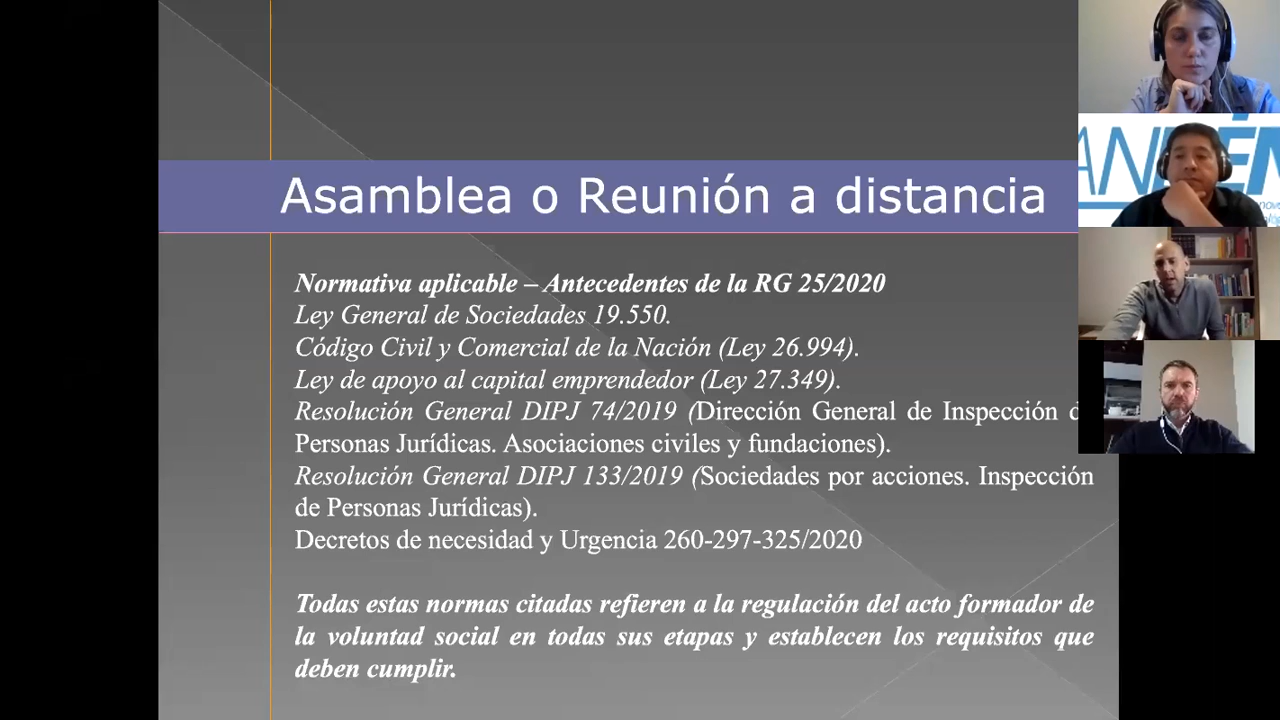 Asamblea o Reunión a distancia
Normativa aplicable – Antecedentes de la RG 25/2020
Ley General de Sociedades 19.550.
Código Civil y Comercial de la Nación (Ley 26.994).
Ley de apoyo al capital emprendedor (Ley 27.349).
Resolución General DIPJ 74/2019 (Dirección General de Inspección
Personas Jurídicas. Asociaciones civiles y fundaciones).
Resolución General DIPJ 133/2019 (Sociedades por acciones. Inspección
de Personas Jurídicas).
Decretos de necesidad y Urgencia 260-297-325/2020
Todas estas normas citadas refieren a la regulación del acto formador de
la voluntad social en todas sus etapas y establecen los requisitos que
deben cumplir.